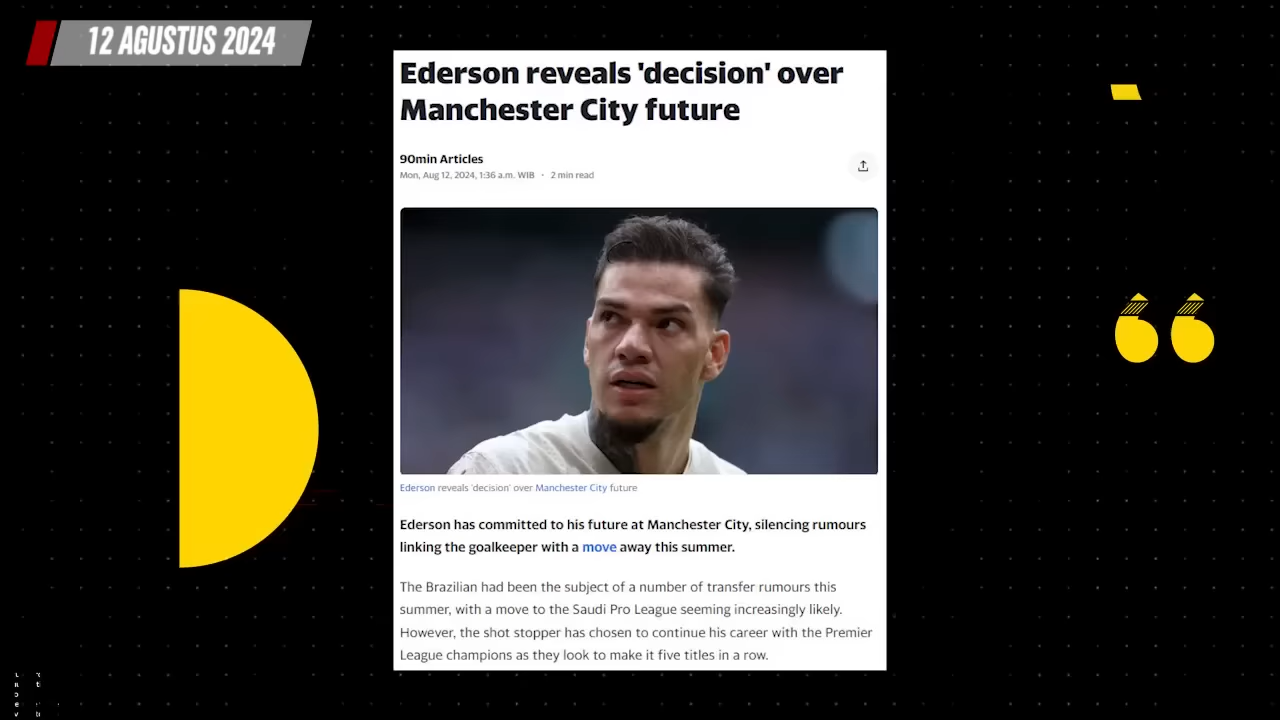 12 AGUSTUS 2024
Ederson reveals 'decision' over
Manchester City future
90min Articles
Mon, Aug 12, 2024, 1:36 a.m. WIB · 2 min read
Ederson reveals 'decision' over Manchester City future
Ederson has committed to his future at Manchester City, silencing rumours
linking the goalkeeper with a move away this summer.
The Brazilian had been the subject of a number of transfer rumours this
summer, with a move to the Saudi Pro League seeming increasingly likely.
However, the shot stopper has chosen to continue his career with the Premier
League champions as they look to make it five titles in a row.